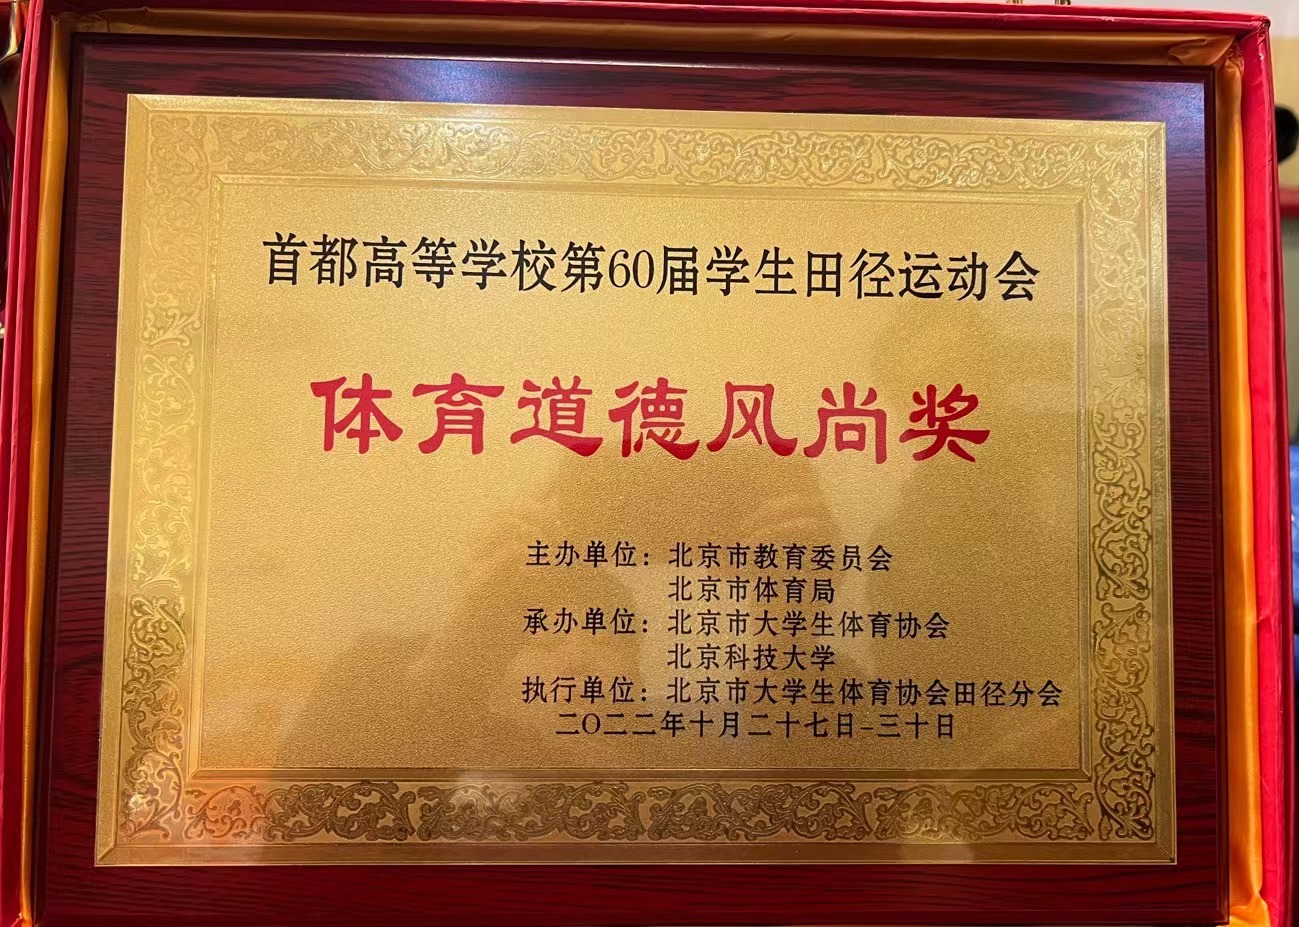 首都高等学校第60届学生田径运动会
体育道德风尚奖
主办单位：北京市教育委员会
北京市体育局
承办单位：北京市大学生体育协会
北京科技大学
执行单位：北京市大学生体育协会田径分会
二〇二二年十月二十七日-三十日